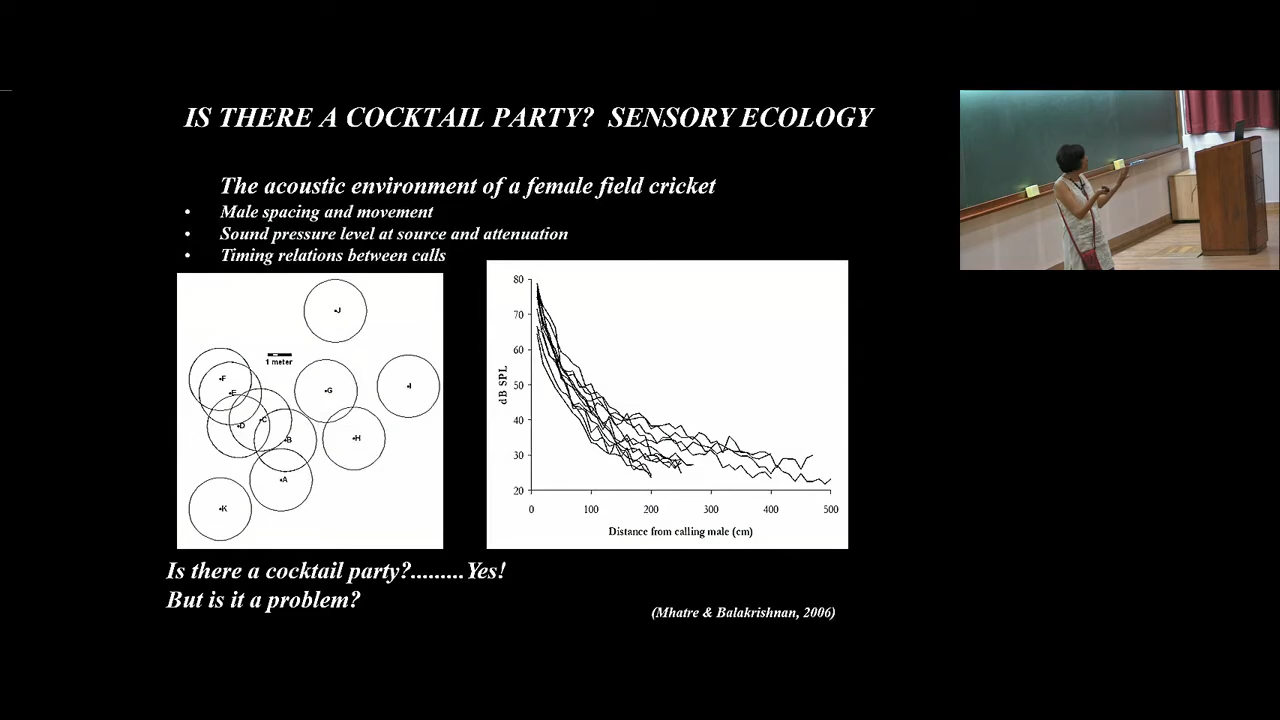 IS THERE A COCKTAIL PARTY? SENSORY ECOLOGY
The acoustic environment of a female field cricket
• Male spacing and movement
• Sound pressure level at source and attenuation
• Timing relations between calls
J
1 meter
F
E
G
I
C
D
B
H
A
K
80
70
60
50
40
30
20
dB SPL
0 100 200 300 400 500
Distance from calling male (cm)
Is there a cocktail party?.........Yes!
But is it a problem?
(Mhatre & Balakrishnan, 2006)